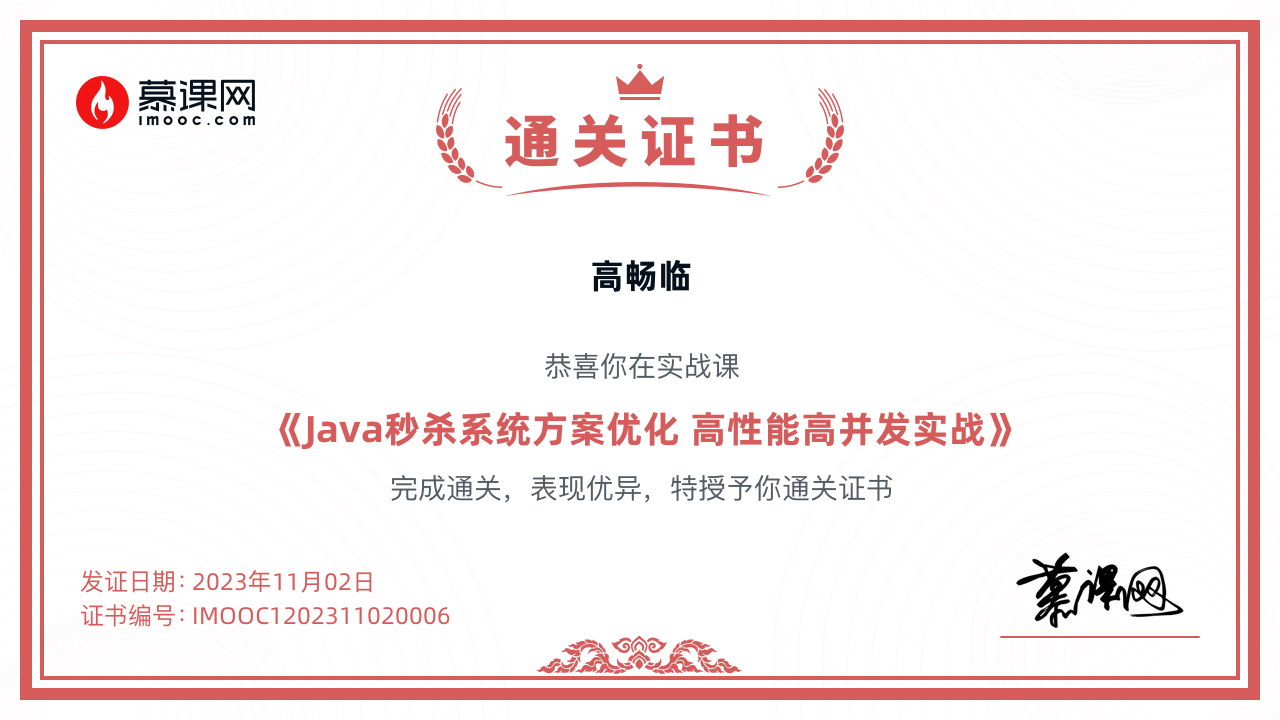 慕课网
imooc.com
通关证书
高畅临
恭喜你在实战课
《Java秒杀系统方案优化 高性能高并发实战》
完成通关，表现优异，特授予你通关证书
发证日期：2023年11月02日
证书编号：IMOOC1202311020006
慕课网